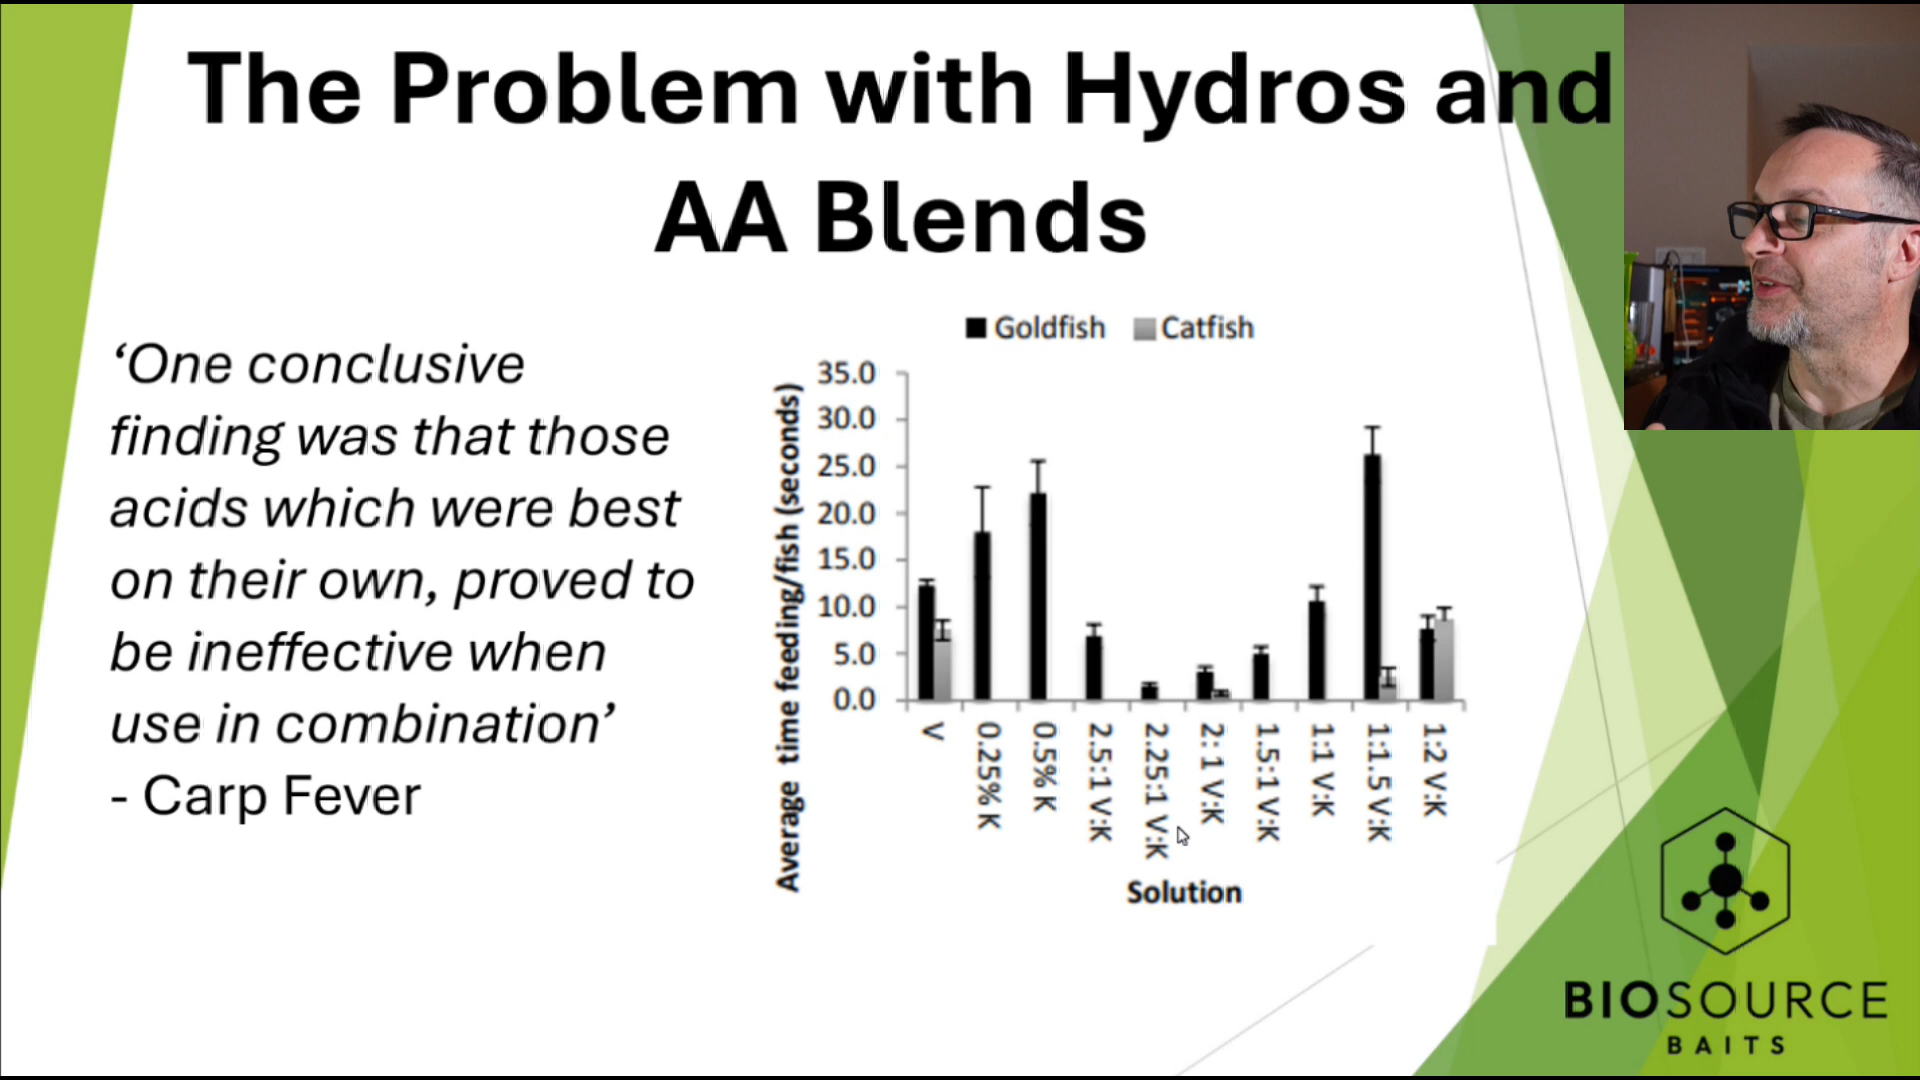 The Problem with Hydros and
AA Blends
‘One conclusive
finding was that those
acids which were best
on their own, proved to
be ineffective when
use in combination’
- Carp Fever
Goldfish Catfish
Average time feeding/fish (seconds)
35.0
30.0
25.0
20.0
15.0
10.0
5.0
0.0
V
0.25% K
0.5% K
2.5:1 V:K
2.25:1 V:K
2: 1 V:K
1.5:1 V:K
1:1 V:K
1:1.5 V:K
1:2 V:K
Solution
BIOSOURCE
BAITS